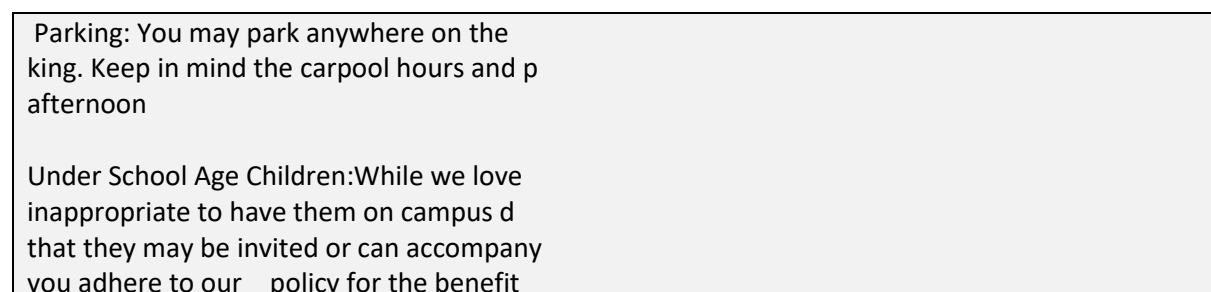 Parking: You may park anywhere on the
king. Keep in mind the carpool hours and p
afternoon
Under School Age Children:While we love
inappropriate to have them on campus d
that they may be invited or can accompany
you adhere to our policy for the benefit